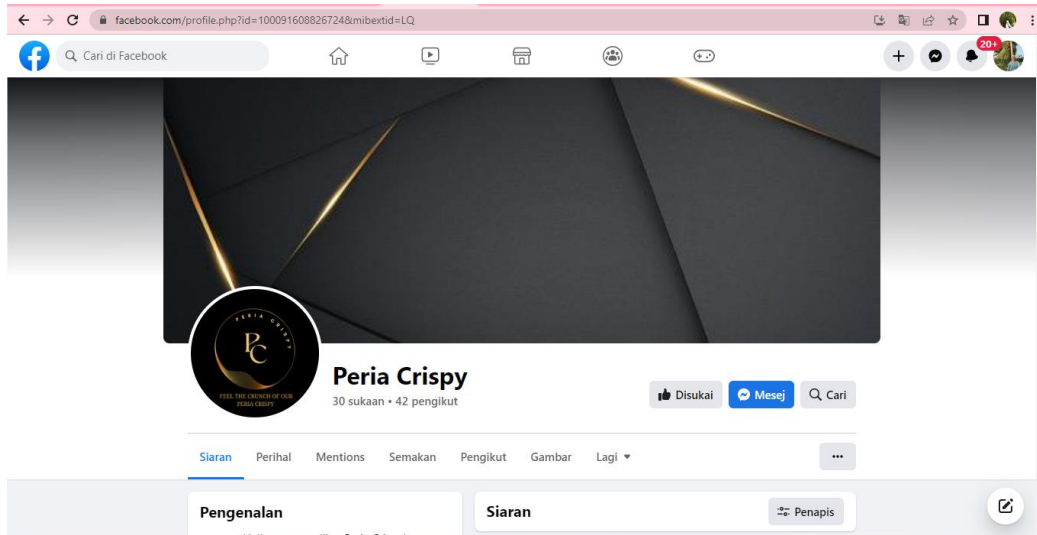 facebook.com/profile.php?id=100091608826724&mibextid=LQ
Cari di Facebook
20+
PERIA CRISPY
PC
FEEL THE CRUNCH OF OUR
PERIA CRISPY
Peria Crispy
30 sukaan • 42 pengikut
Disukai
Mesej
Cari
Siaran Perihal Mentions Semakan Pengikut Gambar Lagi
Pengenalan
Siaran
Penapis